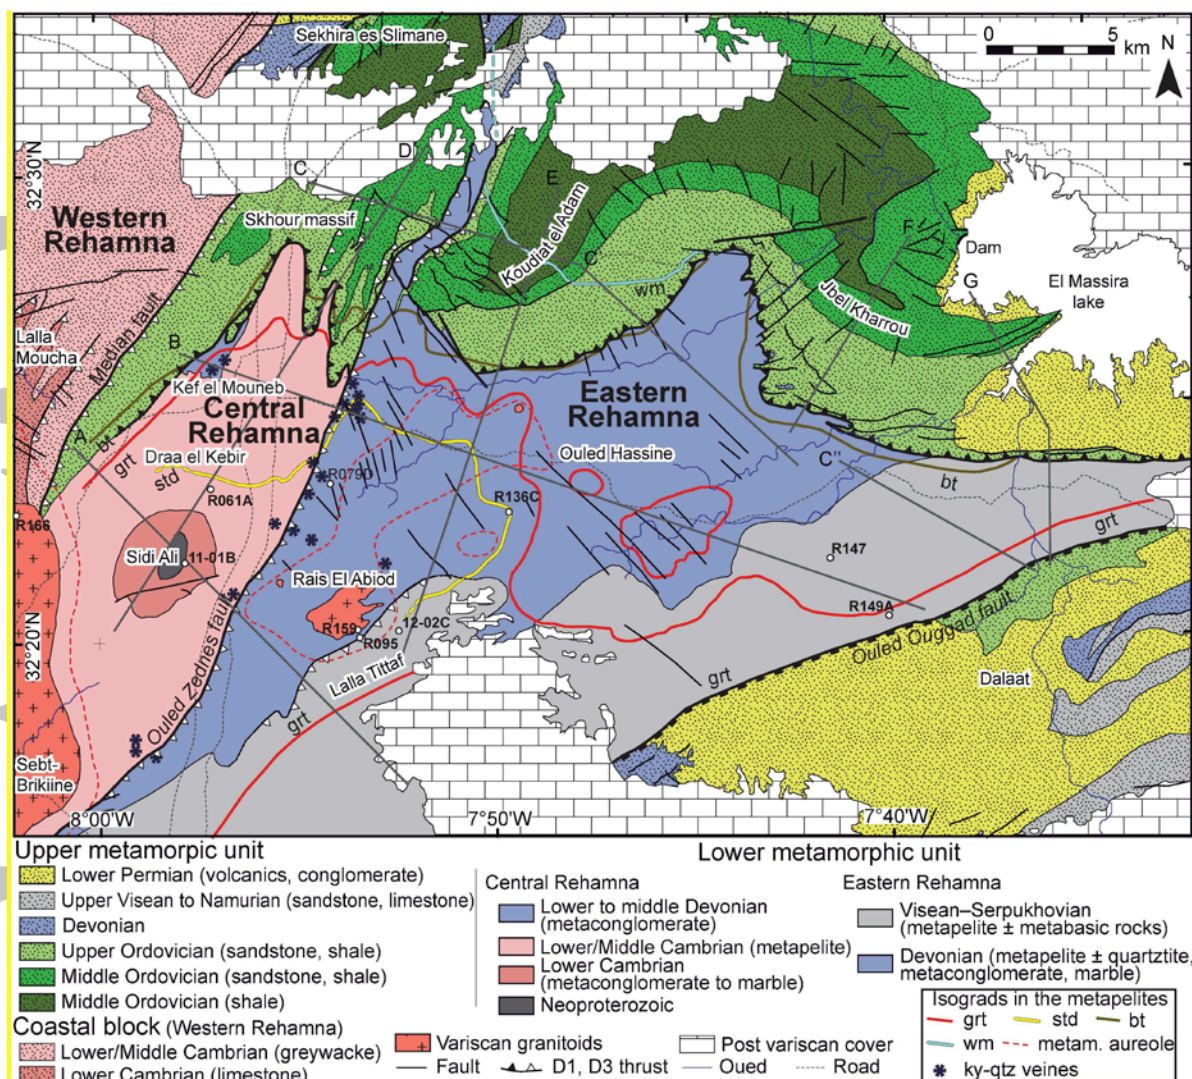 Sekhira es Slimane
0 5
km
N
32°30'N
C
D
E
Western
Rehamna
Skhour massif
Koudiat el Adam
C'
F
Dam
G
El Massira
lake
wm
Jbel Kharrou
Lalla
Moucha
Median fault
B
Kef el Mouneb
Central
Rehamna
Eastern
Rehamna
A
bt
grt
Draa el Kebir
std
R079D
R061A
Ouled Hassine
C''
bt
R136C
grt
R166
Sidi Ali
11-01B
R147
Rais El Abiod
R149A
R159
12-02C
R095
32°20'N
Ouled Zednes fault
Lalla Tittaf
Ouled Ouggad fault
grt
grt
Dalaat
Sebt-
Brikiine
8°00'W
7°50'W
7°40'W
Upper metamorpic unit
Lower Permian (volcanics, conglomerate)
Upper Visean to Namurian (sandstone, limestone)
Devonian
Upper Ordovician (sandstone, shale)
Middle Ordovician (sandstone, shale)
Middle Ordovician (shale)
Coastal block (Western Rehamna)
Lower/Middle Cambrian (greywacke)
Lower Cambrian (limestone)
Lower metamorphic unit
Central Rehamna
Lower to middle Devonian
(metaconglomerate)
Lower/Middle Cambrian (metapelite)
Lower Cambrian
(metaconglomerate to marble)
Neoproterozoic
Eastern Rehamna
Visean–Serpukhovian
(metapelite ± metabasic rocks)
Devonian (metapelite ± quartztite,
metaconglomerate, marble)
Variscan granitoids
Post variscan cover
Fault
D1, D3 thrust
Oued
Road
Isograds in the metapelites
grt std bt
wm metam. aureole
ky-qtz veines